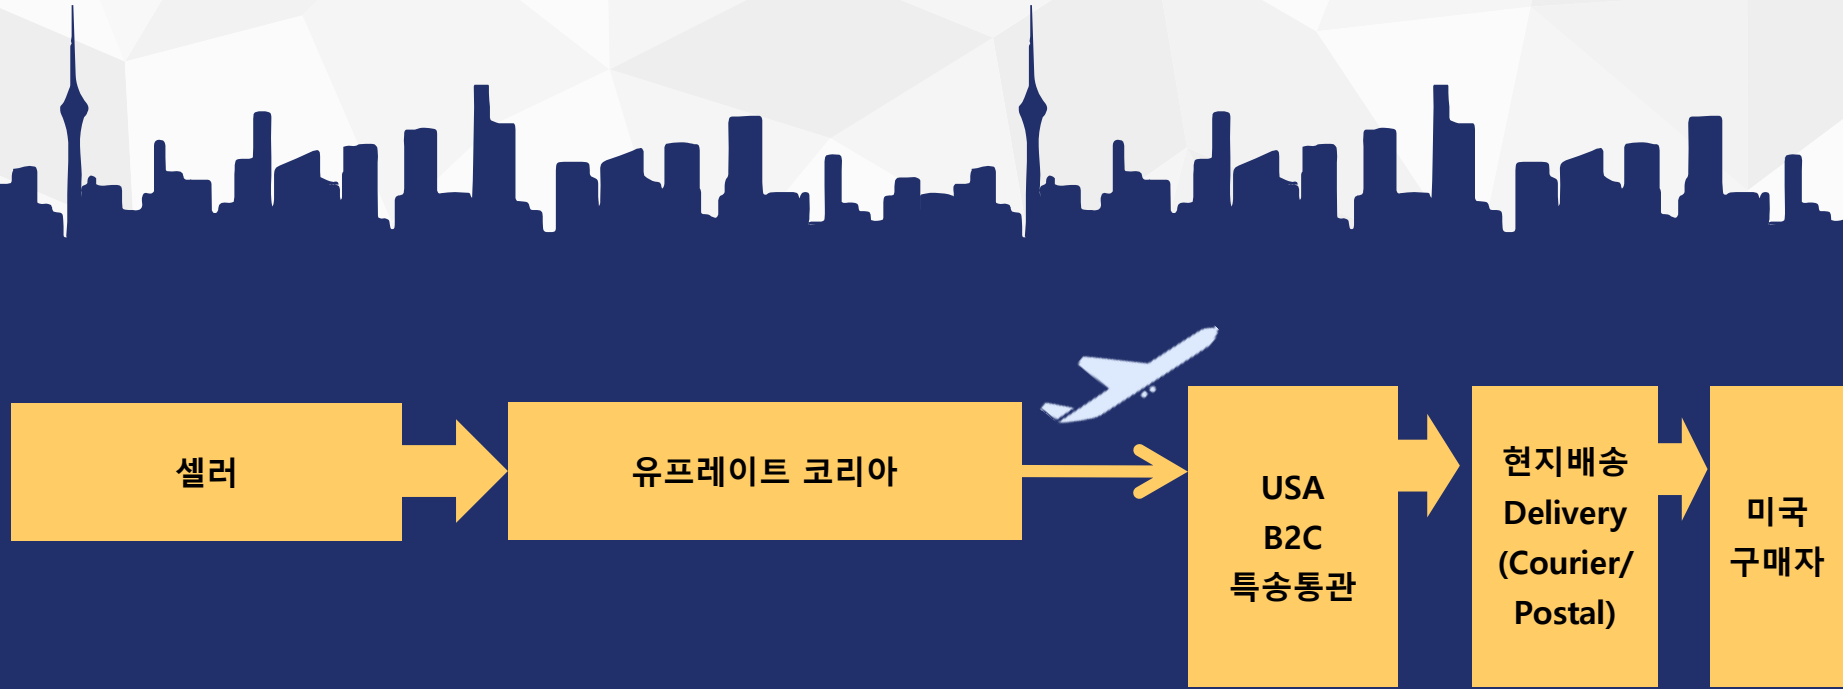 셀러
유프레이트 코리아
USA
B2C
특송통관
현지배송
Delivery
(Courier/
Postal)
미국
구매자